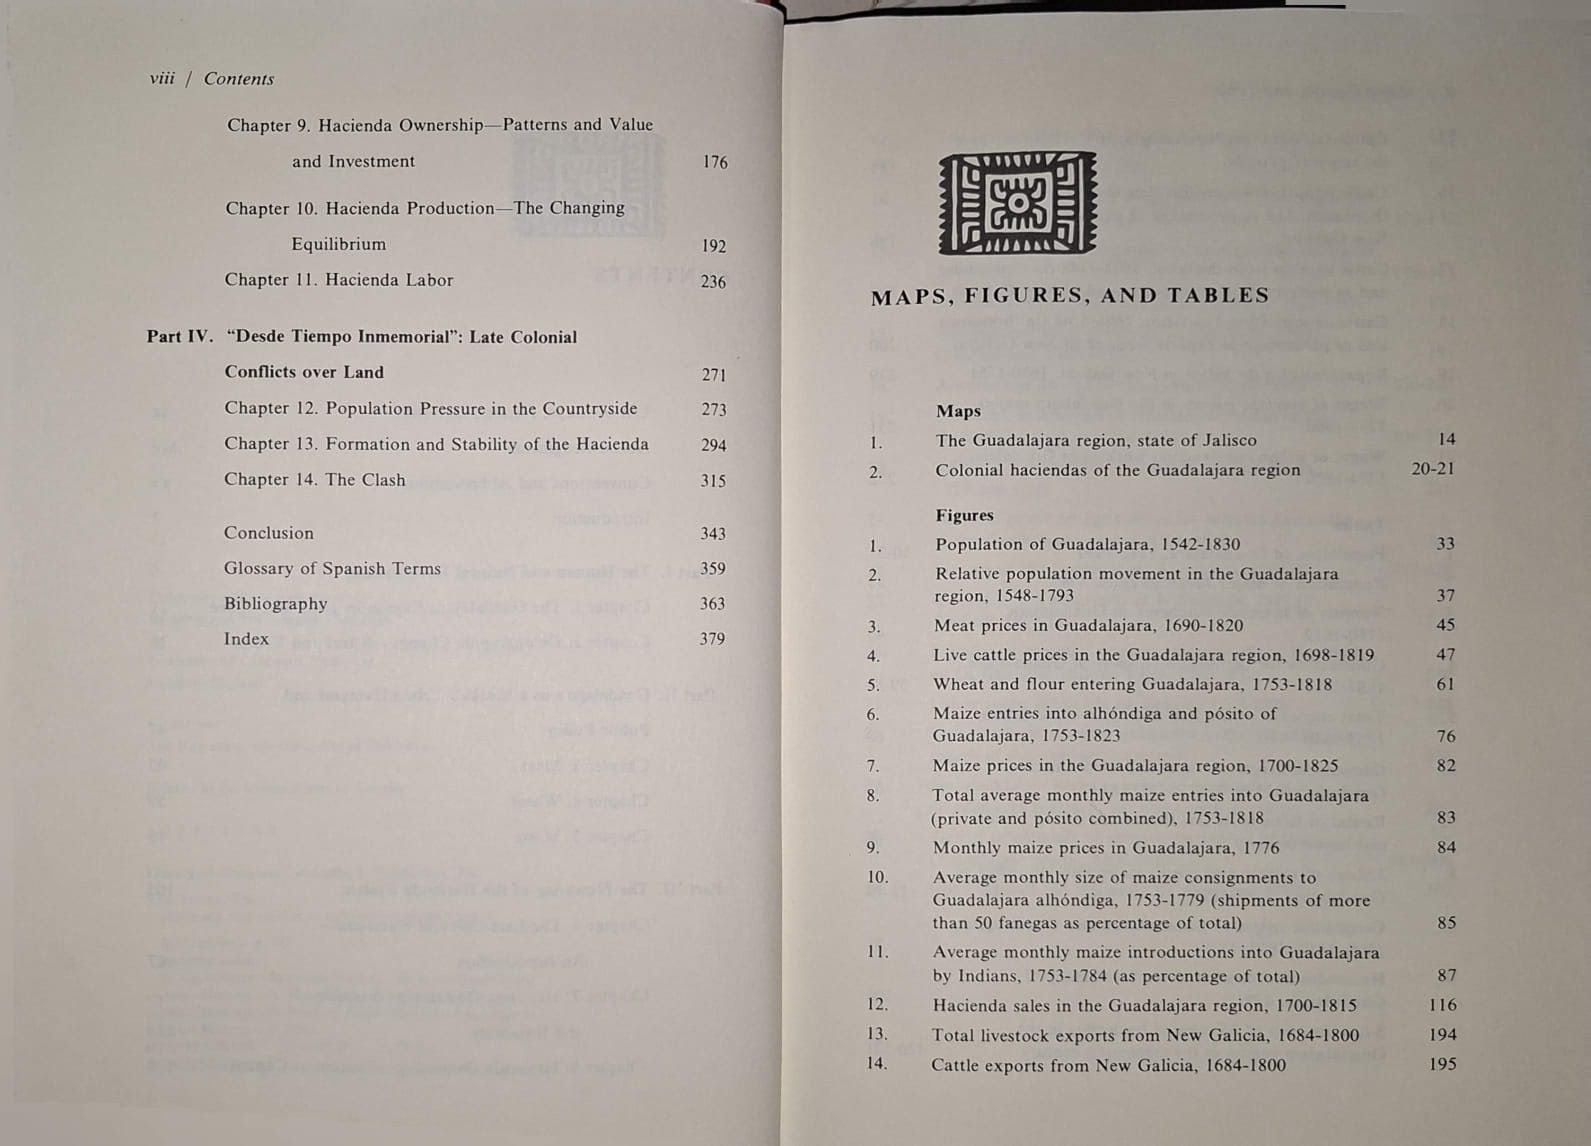 viii / Contents
Chapter 9. Hacienda Ownership—Patterns and Value
and Investment 176
Chapter 10. Hacienda Production—The Changing
Equilibrium 192
Chapter 11. Hacienda Labor 236
Part IV. “Desde Tiempo Inmemorial”: Late Colonial
Conflicts over Land 271
Chapter 12. Population Pressure in the Countryside 273
Chapter 13. Formation and Stability of the Hacienda 294
Chapter 14. The Clash 315
Conclusion 343
Glossary of Spanish Terms 359
Bibliography 363
Index 379
MAPS, FIGURES, AND TABLES
Maps
1. The Guadalajara region, state of Jalisco 14
2. Colonial haciendas of the Guadalajara region 20-21
Figures
1. Population of Guadalajara, 1542-1830 33
2. Relative population movement in the Guadalajara
region, 1548-1793 37
3. Meat prices in Guadalajara, 1690-1820 45
4. Live cattle prices in the Guadalajara region, 1698-1819 47
5. Wheat and flour entering Guadalajara, 1753-1818 61
6. Maize entries into alhóndiga and pósito of
Guadalajara, 1753-1823 76
7. Maize prices in the Guadalajara region, 1700-1825 82
8. Total average monthly maize entries into Guadalajara
(private and pósito combined), 1753-1818 83
9. Monthly maize prices in Guadalajara, 1776 84
10. Average monthly size of maize consignments to
Guadalajara alhóndiga, 1753-1779 (shipments of more
than 50 fanegas as percentage of total) 85
11. Average monthly maize introductions into Guadalajara
by Indians, 1753-1784 (as percentage of total) 87
12. Hacienda sales in the Guadalajara region, 1700-1815 116
13. Total livestock exports from New Galicia, 1684-1800 194
14. Cattle exports from New Galicia, 1684-1800 195